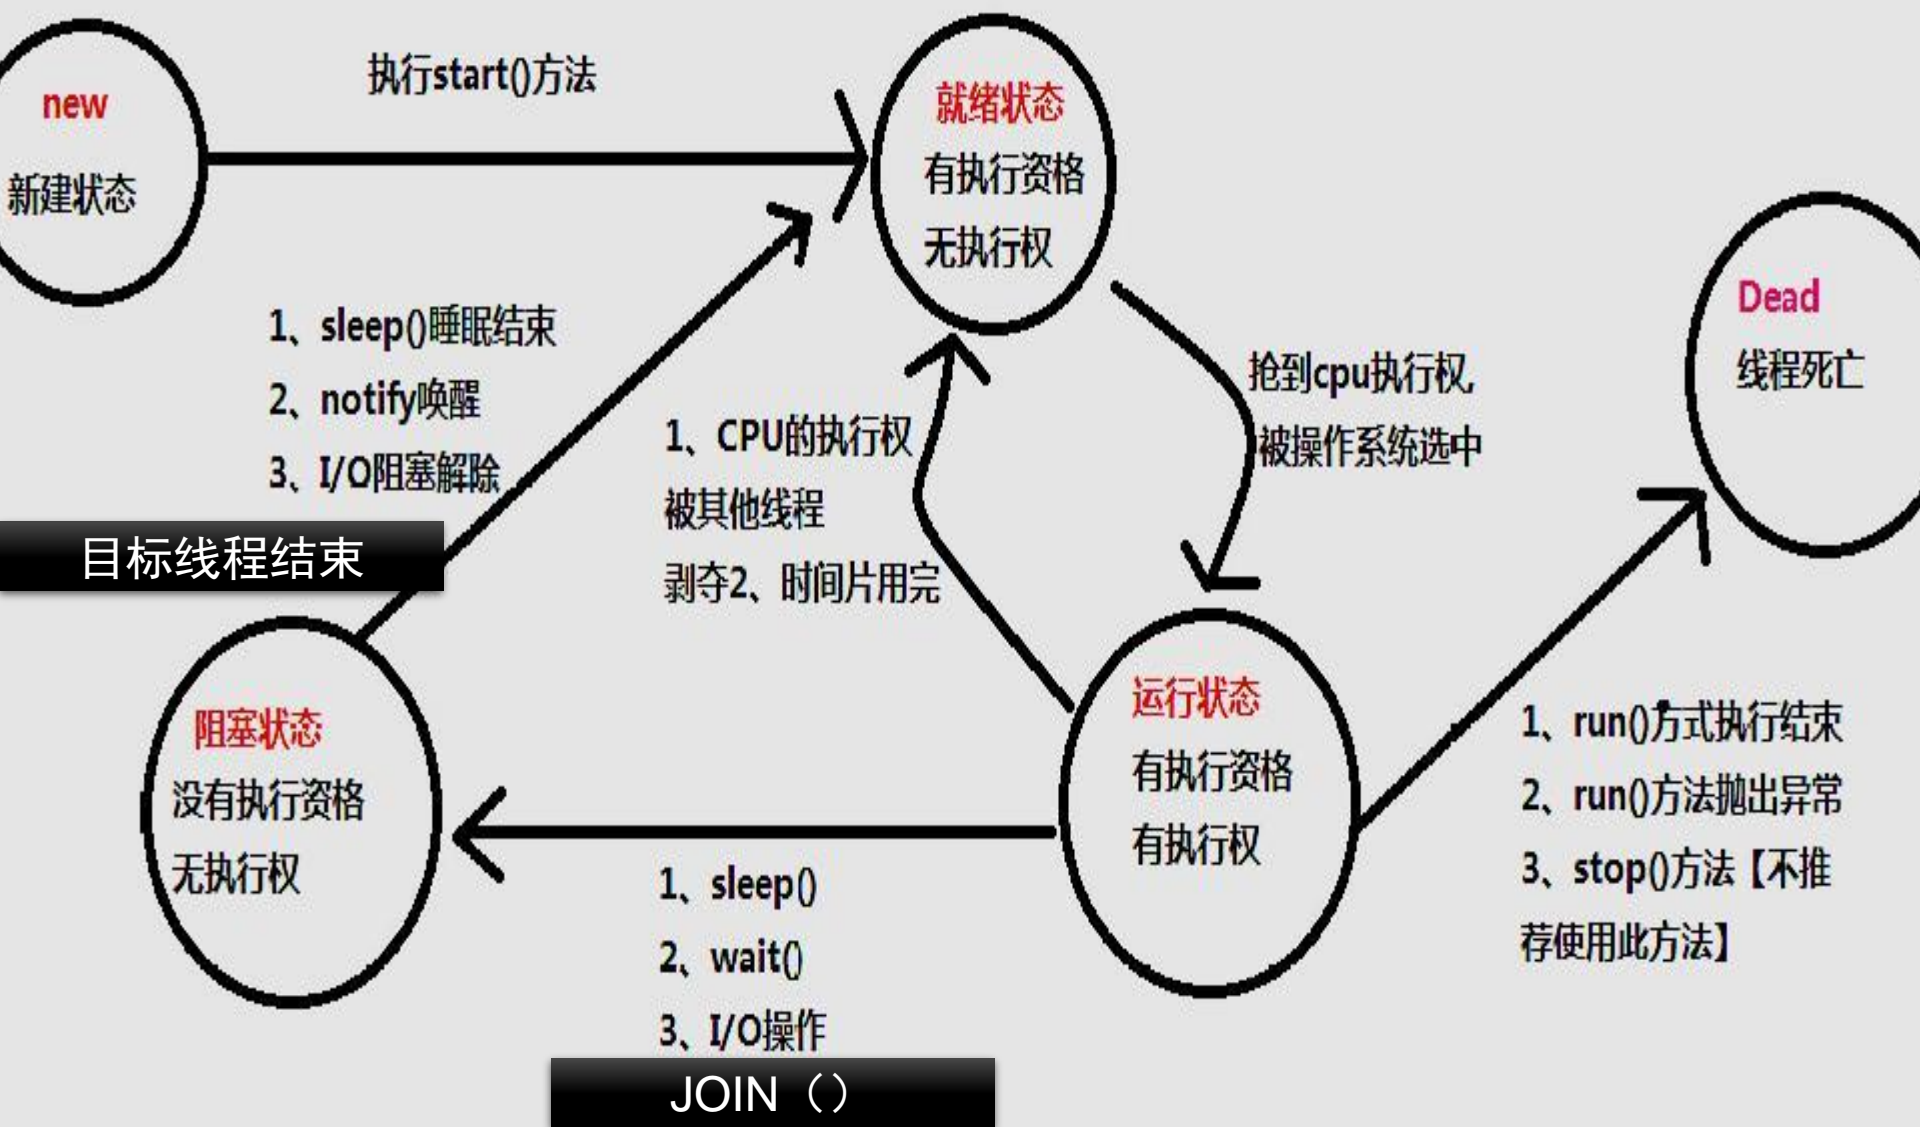 new
新建状态
执行start()方法
就绪状态
有执行资格
无执行权
Dead
线程死亡
1、sleep()睡眠结束
2、notify唤醒
3、I/O阻塞解除
目标线程结束
1、CPU的执行权
被其他线程
剥夺2、时间片用完
抢到cpu执行权,
被操作系统选中
阻塞状态
没有执行资格
无执行权
运行状态
有执行资格
有执行权
1、run()方式执行结束
2、run()方法抛出异常
3、stop()方法【不推
荐使用此方法】
1、sleep()
2、wait()
3、I/O操作
JOIN（）